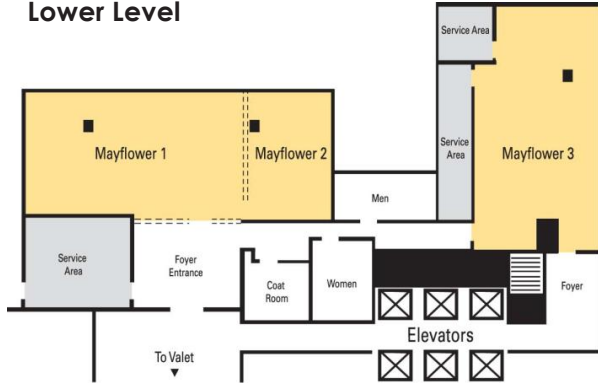 Lower Level
Service Area
Mayflower 1
Mayflower 2
Service
Area
Mayflower 3
Men
Service
Area
Foyer
Entrance
Coat
Room
Women
Foyer
Elevators
To Valet